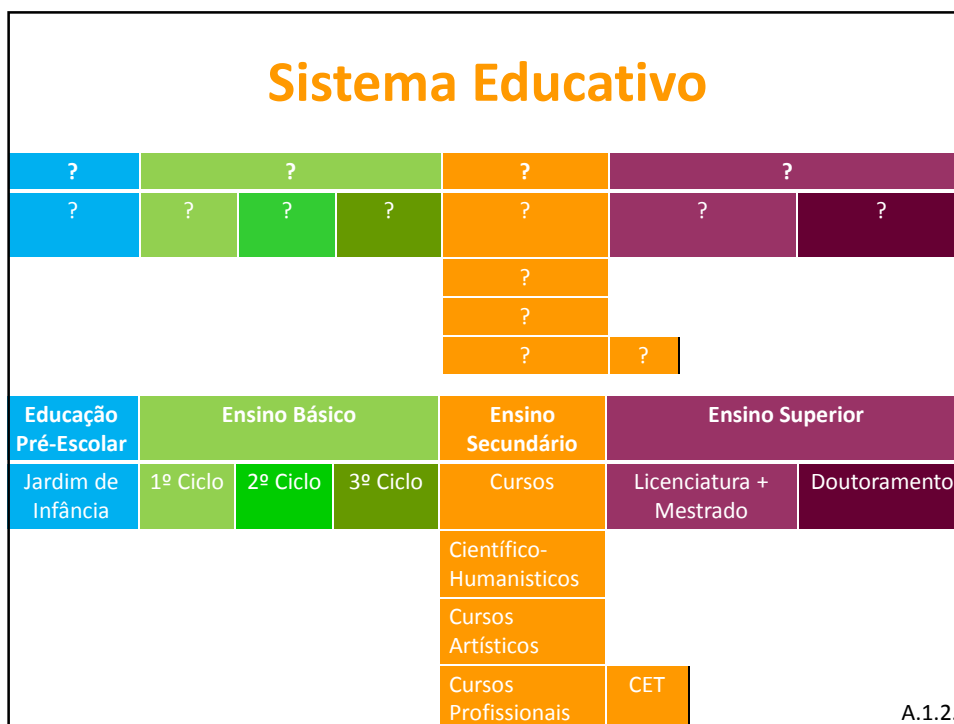 Sistema Educativo
? ? ? ?
? ? ? ? ? ? ?
?
?
? ?
Educação Pré-Escolar
Ensino Básico
Ensino Secundário
Ensino Superior
Jardim de Infância
1º Ciclo
2º Ciclo
3º Ciclo
Cursos
Licenciatura + Mestrado
Doutoramento
Científico-
Humanisticos
Cursos
Artísticos
Cursos
Profissionais
CET
A.1.2.